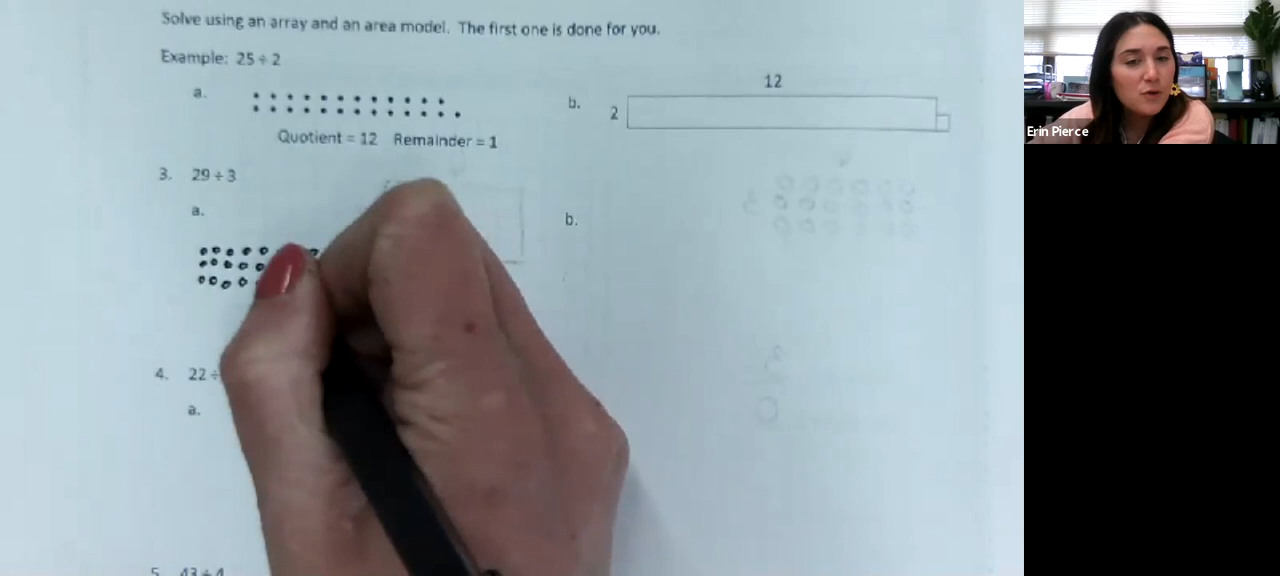 Solve using an array and an area model. The first one is done for you.
Example: 25 ÷ 2
a.
b.
12
2
Quotient = 12 Remainder = 1
3. 29 ÷ 3
a.
b.
4. 22 ÷
a.
5. 43 ÷ 4
Erin Pierce